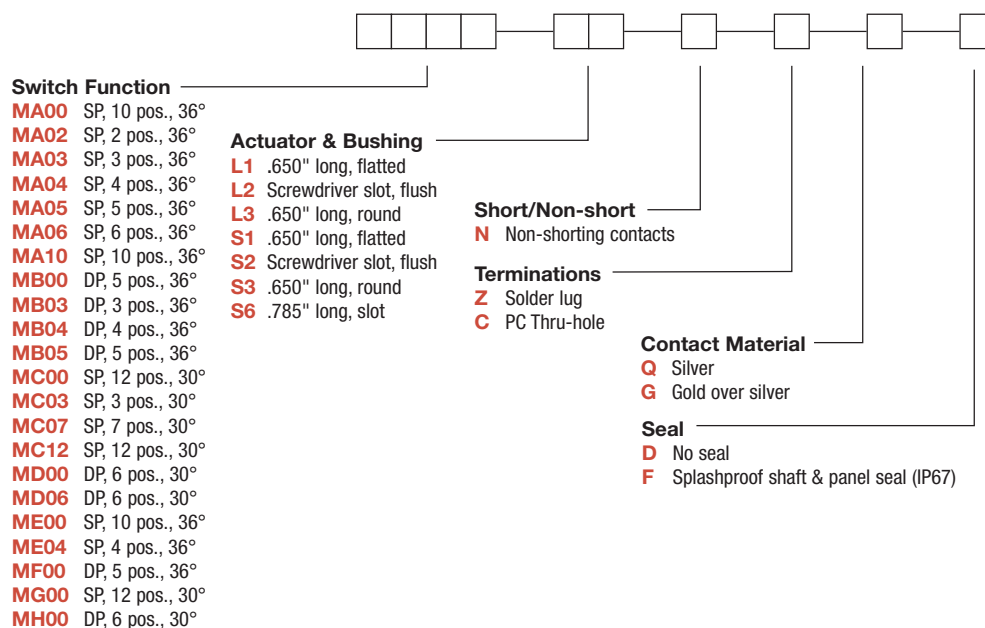 Switch Function
MA00 SP, 10 pos., 36°
MA02 SP, 2 pos., 36°
MA03 SP, 3 pos., 36°
MA04 SP, 4 pos., 36°
MA05 SP, 5 pos., 36°
MA06 SP, 6 pos., 36°
MA10 SP, 10 pos., 36°
MB00 DP, 5 pos., 36°
MB03 DP, 3 pos., 36°
MB04 DP, 4 pos., 36°
MB05 DP, 5 pos., 36°
MC00 SP, 12 pos., 30°
MC03 SP, 3 pos., 30°
MC07 SP, 7 pos., 30°
MC12 SP, 12 pos., 30°
MD00 DP, 6 pos., 30°
MD06 DP, 6 pos., 30°
ME00 SP, 10 pos., 36°
ME04 SP, 4 pos., 36°
MF00 DP, 5 pos., 36°
MG00 SP, 12 pos., 30°
MH00 DP, 6 pos., 30°
Actuator & Bushing
L1 .650" long, flatted
L2 Screwdriver slot, flush
L3 .650" long, round
S1 .650" long, flatted
S2 Screwdriver slot, flush
S3 .650" long, round
S6 .785" long, slot
Short/Non-short
N Non-shorting contacts
Terminations
Z Solder lug
C PC Thru-hole
Contact Material
Q Silver
G Gold over silver
Seal
D No seal
F Splashproof shaft & panel seal (IP67)